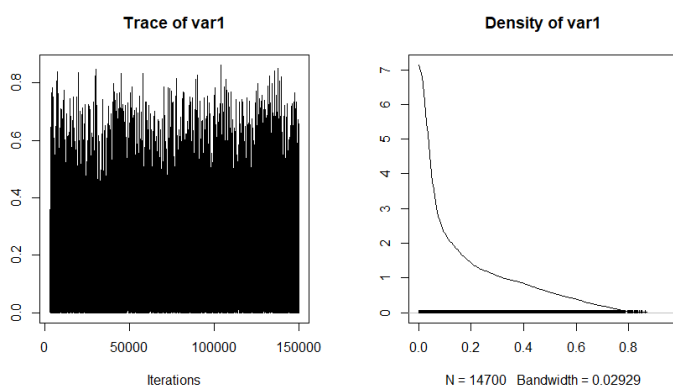 Trace of var1
0.8
0.6
0.4
0.2
0.0
0 50000 100000 150000
Iterations
Density of var1
7
6
5
4
3
2
1
0
0.0 0.2 0.4 0.6 0.8
N = 14700 Bandwidth = 0.02929